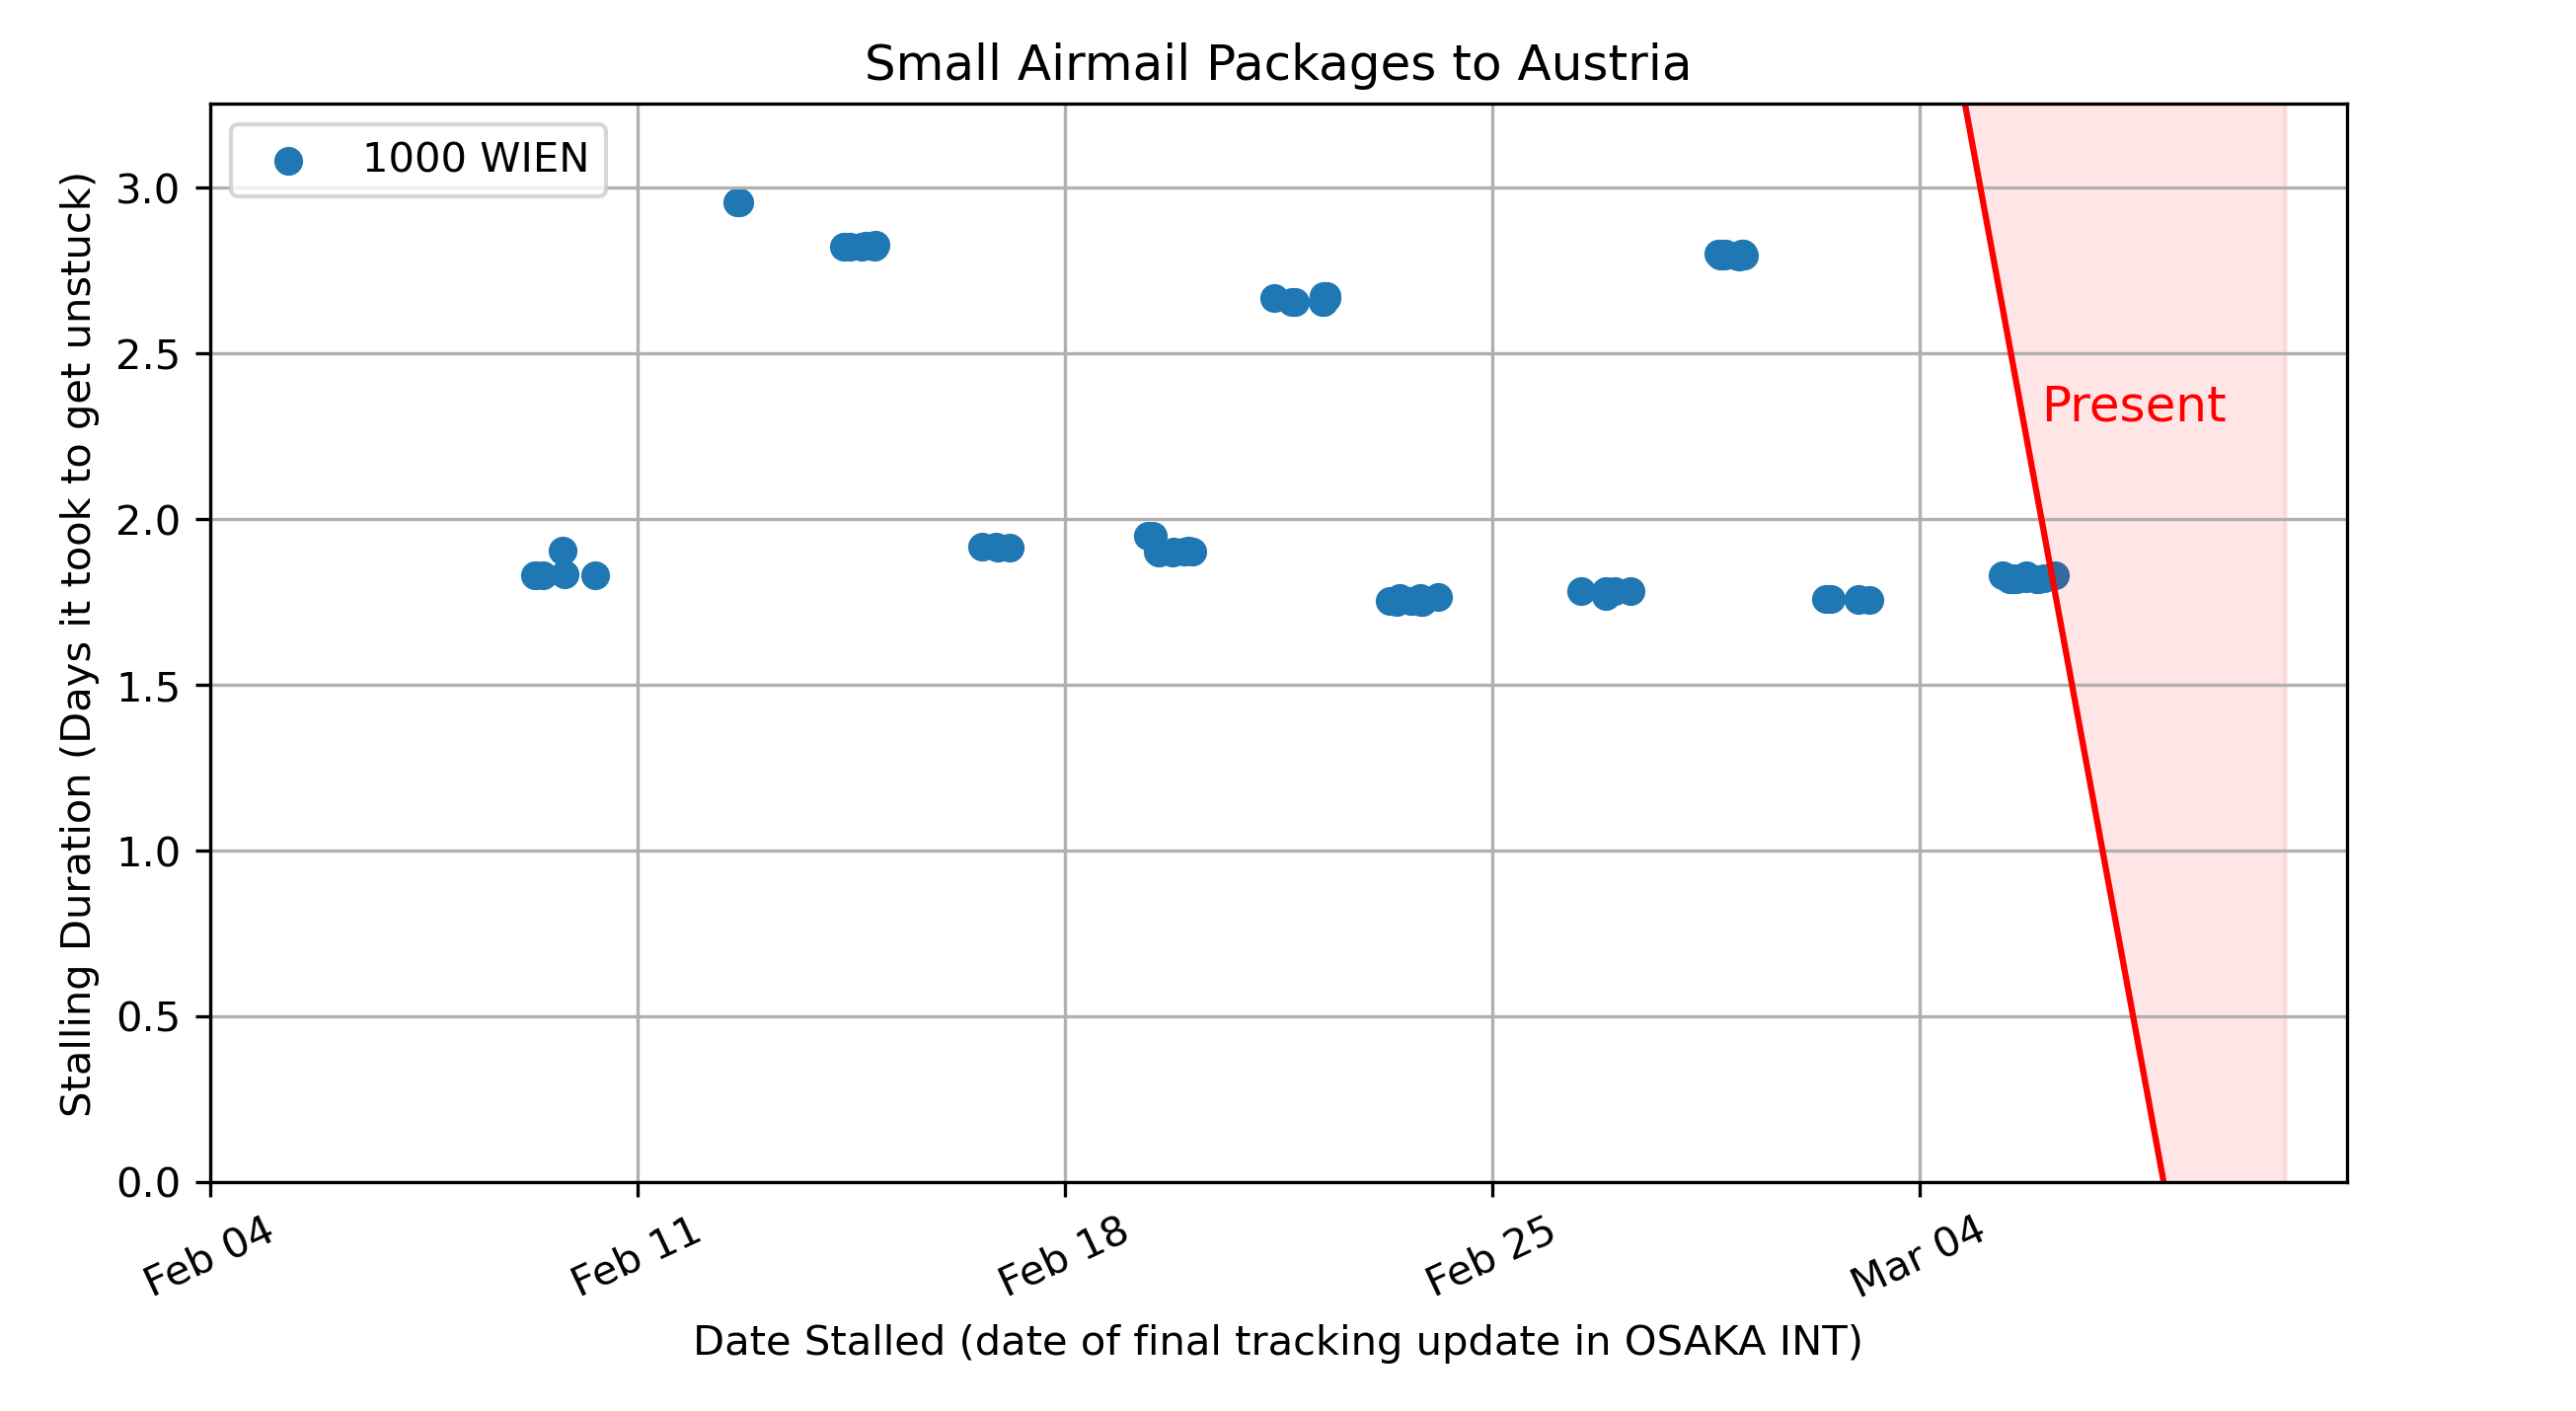 Small Airmail Packages to Austria
1000 WIEN
Stalling Duration (Days it took to get unstuck)
3.0
2.5
2.0
1.5
1.0
0.5
0.0
Present
Feb 04
Feb 11
Feb 18
Feb 25
Mar 04
Date Stalled (date of final tracking update in OSAKA INT)